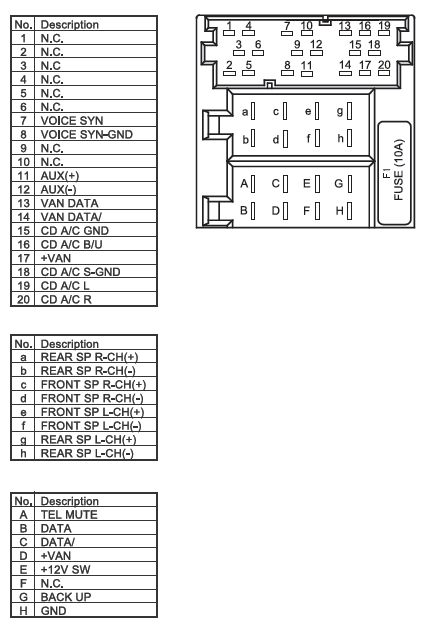 No. Description
1 N.C.
2 N.C.
3 N.C
4 N.C.
5 N.C.
6 N.C.
7 VOICE SYN
8 VOICE SYN-GND
9 N.C.
10 N.C.
11 AUX(+)
12 AUX(-)
13 VAN DATA
14 VAN DATA/
15 CD A/C GND
16 CD A/C B/U
17 +VAN
18 CD A/C S-GND
19 CD A/C L
20 CD A/C R
1 4 7 10 13 16 19
3 6 9 12 15 18
2 5 8 11 14 17 20
a c e g
b d f h
A C E G
B D F H
F1
FUSE (10A)
No. Description
a REAR SP R-CH(+)
b REAR SP R-CH(-)
c FRONT SP R-CH(+)
d FRONT SP R-CH(-)
e FRONT SP L-CH(+)
f FRONT SP L-CH(-)
g REAR SP L-CH(+)
h REAR SP L-CH(-)
No. Description
A TEL MUTE
B DATA
C DATA/
D +VAN
E +12V SW
F N.C.
G BACK UP
H GND